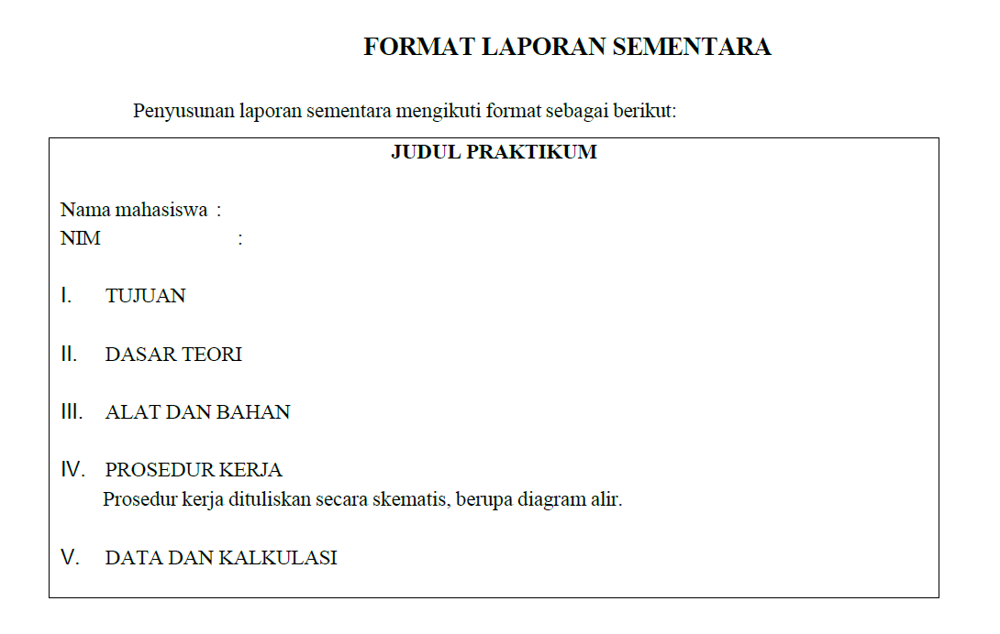 FORMAT LAPORAN SEMENTARA
Penyusunan laporan sementara mengikuti format sebagai berikut:
JUDUL PRAKTIKUM
Nama mahasiswa :
NIM :
I. TUJUAN
II. DASAR TEORI
III. ALAT DAN BAHAN
IV. PROSEDUR KERJA
Prosedur kerja dituliskan secara skematis, berupa diagram alir.
V. DATA DAN KALKULASI